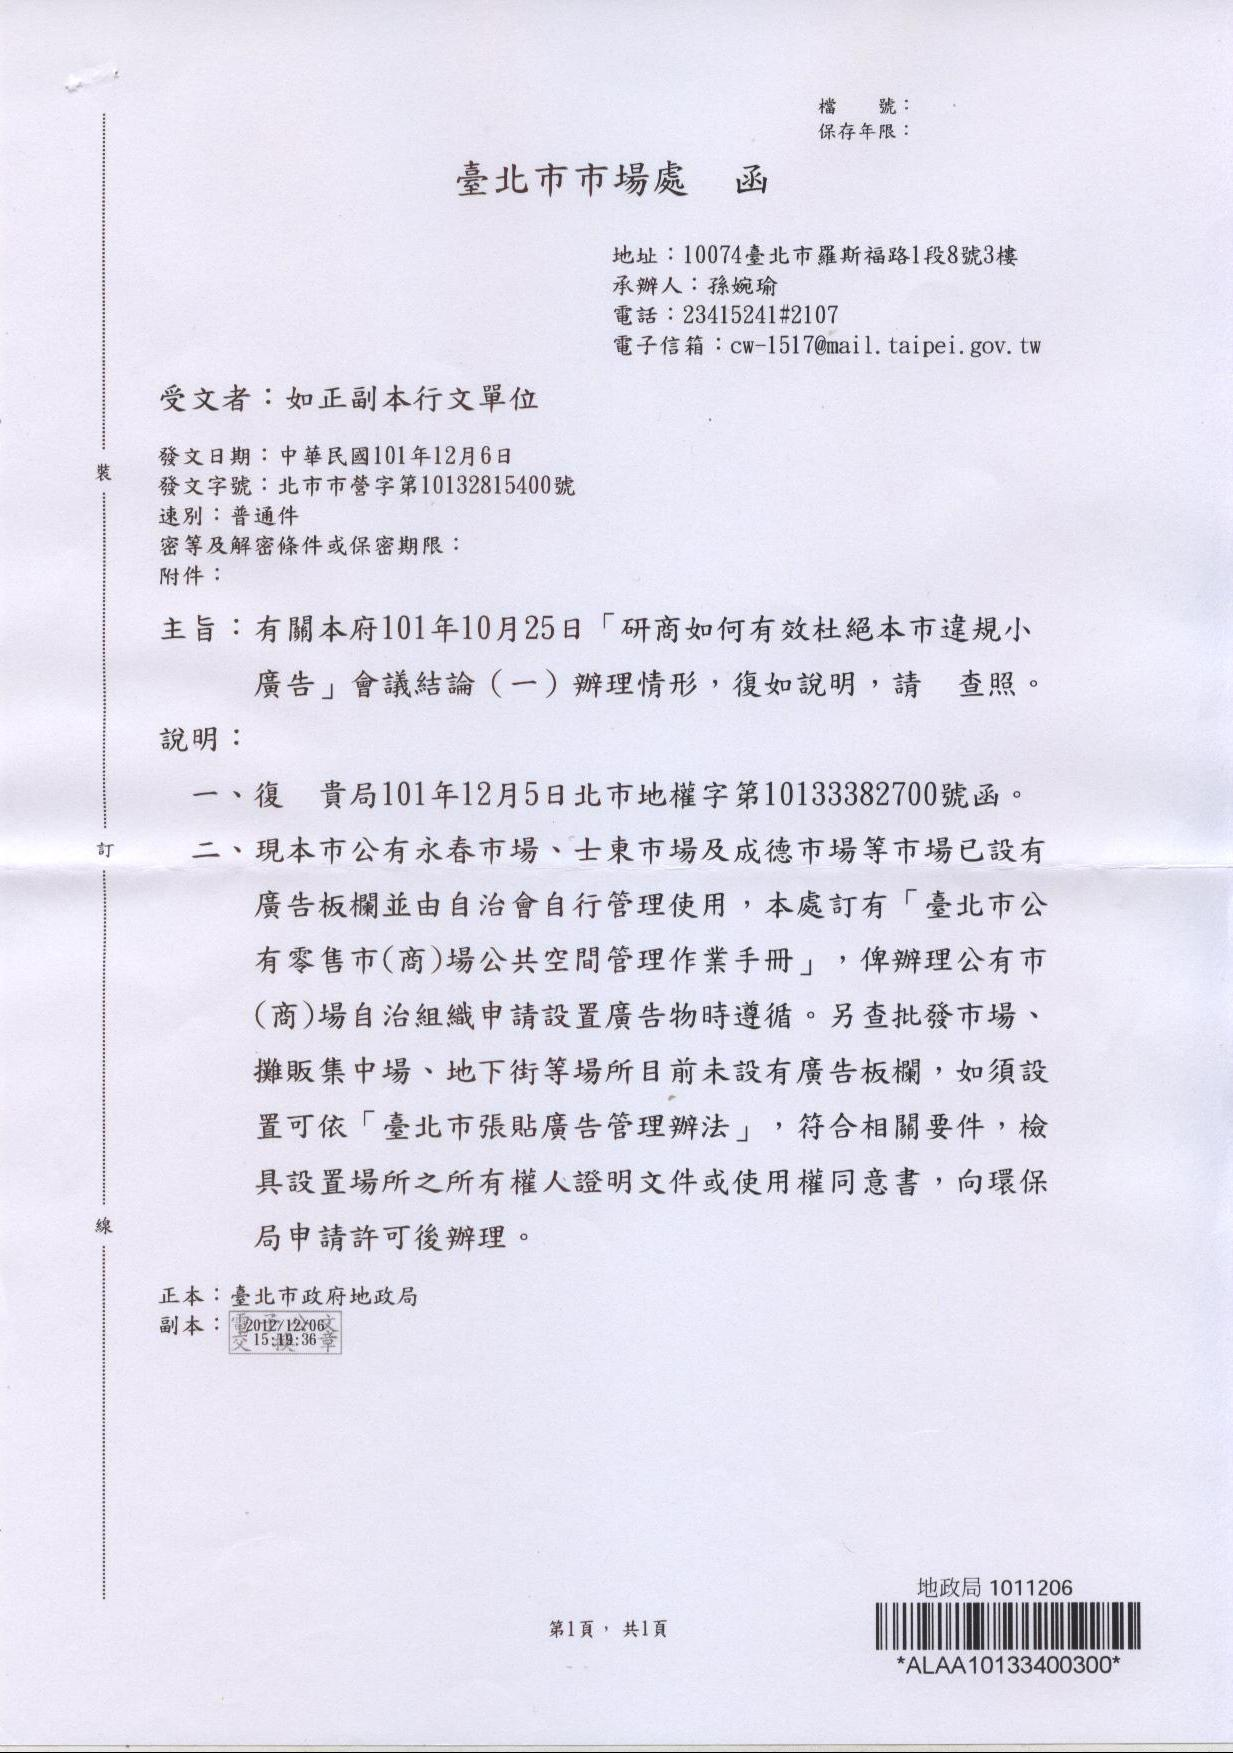 檔　　號：
保存年限：
臺北市市場處　函
地址：10074臺北市羅斯福路1段8號3樓
承辦人：孫婉瑜
電話：23415241#2107
電子信箱：cw-1517@mail.taipei.gov.tw
受文者：如正副本行文單位
發文日期：中華民國101年12月6日
發文字號：北市市營字第10132815400號
速別：普通件
密等及解密條件或保密期限：
附件：
主旨：有關本府101年10月25日「研商如何有效杜絕本市違規小
廣告」會議結論（一）辦理情形，復如說明，請　查照。
說明：
一、復　貴局101年12月5日北市地權字第10133382700號函。
二、現本市公有永春市場、士東市場及成德市場等市場已設有
廣告板欄並由自治會自行管理使用，本處訂有「臺北市公
有零售市(商)場公共空間管理作業手冊」，俾辦理公有市
(商)場自治組織申請設置廣告物時遵循。另查批發市場、
攤販集中場、地下街等場所目前未設有廣告板欄，如須設
置可依「臺北市張貼廣告管理辦法」，符合相關要件，檢
具設置場所之所有權人證明文件或使用權同意書，向環保
局申請許可後辦理。
正本：臺北市政府地政局
副本：
電子公文
2012/12/06
交換章
15:19:36
裝
訂
線
地政局 1011206
第1頁，共1頁
*ALAA10133400300*